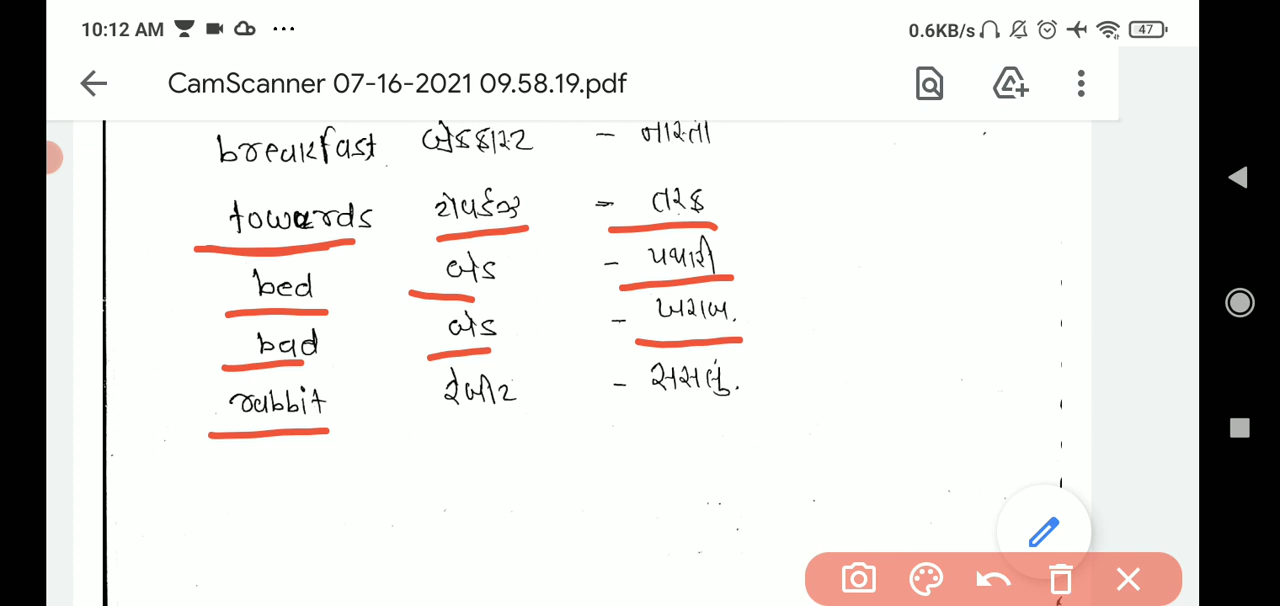 10:12 AM ... 0.6KB/s 47
CamScanner 07-16-2021 09.58.19.pdf
breakfast બ્રેકફાસ્ટ - નાસ્તો
towards ટોવર્ડઝ - તરફ
bed બેડ - પથારી
bad બેડ - ખરાબ.
rabbit રેબીટ - સસલું.